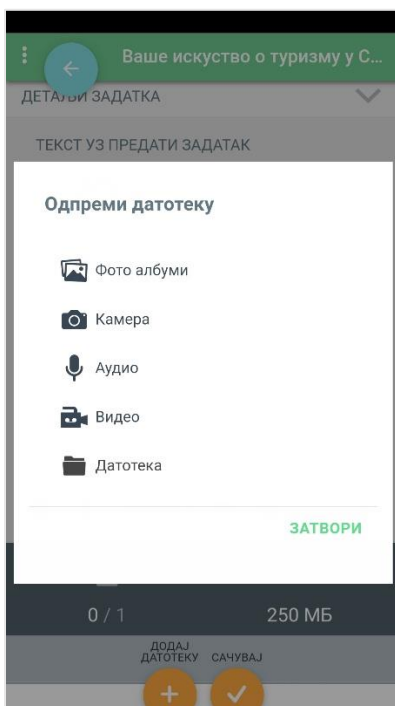 Ваше искуство о туризму у С...
ДЕТАЉИ ЗАДАТКА
ТЕКСТ УЗ ПРЕДАТИ ЗАДАТАК
Одпреми датотеку
Фото албуми
Камера
Аудио
Видео
Датотека
ЗАТВОРИ
0 / 1
250 МБ
ДОДАЈ
ДАТОТЕКУ
САЧУВАЈ